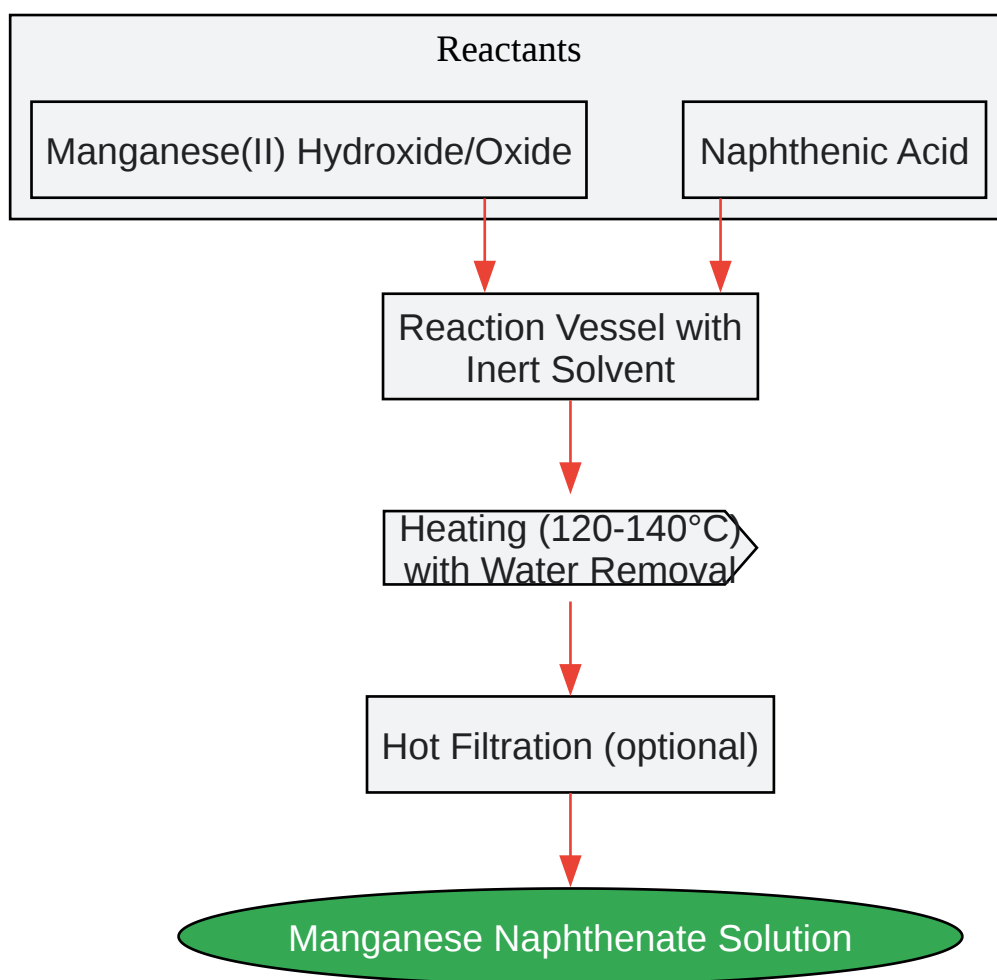 Reactants
Manganese(II) Hydroxide/Oxide
Naphthenic Acid
Reaction Vessel with
Inert Solvent
Heating (120-140°C)
with Water Removal
Hot Filtration (optional)
Manganese Naphthenate Solution